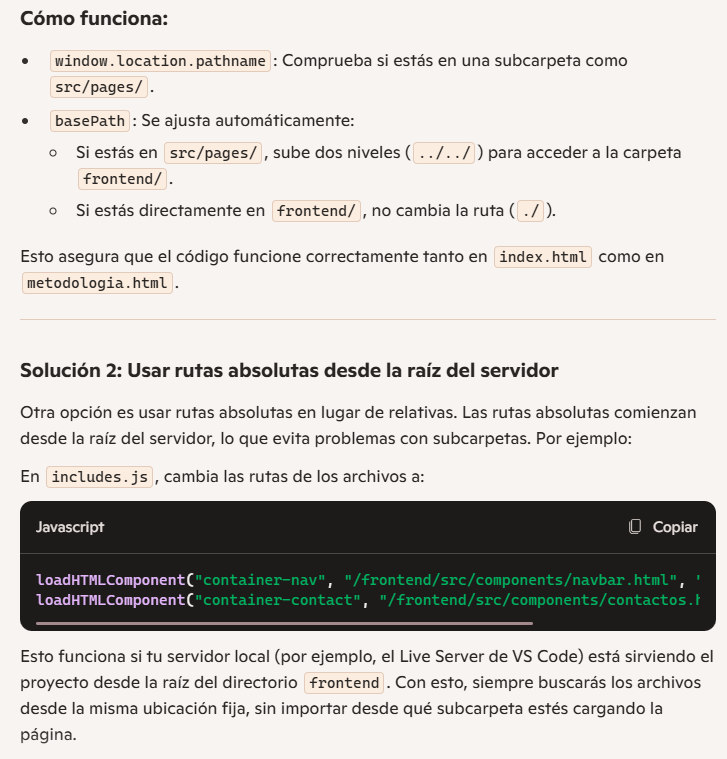 Cómo funciona:
window.location.pathname: Comprueba si estás en una subcarpeta como
src/pages/.
basePath: Se ajusta automáticamente:
Si estás en src/pages/, sube dos niveles (../../) para acceder a la carpeta
frontend/.
Si estás directamente en frontend/, no cambia la ruta (./).
Esto asegura que el código funcione correctamente tanto en index.html como en
metodologia.html.
Solución 2: Usar rutas absolutas desde la raíz del servidor
Otra opción es usar rutas absolutas en lugar de relativas. Las rutas absolutas comienzan
desde la raíz del servidor, lo que evita problemas con subcarpetas. Por ejemplo:
En includes.js, cambia las rutas de los archivos a:
Javascript Copiar
loadHTMLComponent("container-nav", "/frontend/src/components/navbar.html", "
loadHTMLComponent("container-contact", "/frontend/src/components/contactos.h
Esto funciona si tu servidor local (por ejemplo, el Live Server de VS Code) está sirviendo el
proyecto desde la raíz del directorio frontend. Con esto, siempre buscarás los archivos
desde la misma ubicación fija, sin importar desde qué subcarpeta estés cargando la
página.